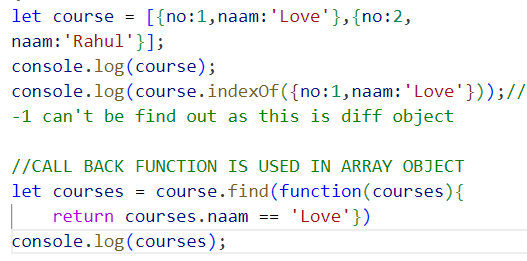 let course = [{no:1,naam:'Love'},{no:2,
naam:'Rahul'}];
console.log(course);
console.log(course.indexOf({no:1,naam:'Love'}));//
-1 can't be find out as this is diff object

//CALL BACK FUNCTION IS USED IN ARRAY OBJECT
let courses = course.find(function(courses){
    return courses.naam == 'Love'})
console.log(courses);